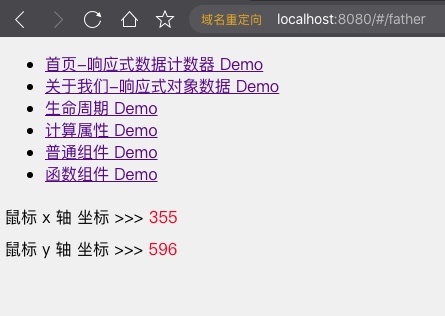 域名重定向 localhost:8080/#/father
首页-响应式数据计数器 Demo
关于我们-响应式对象数据 Demo
生命周期 Demo
计算属性 Demo
普通组件 Demo
函数组件 Demo
鼠标 x 轴 坐标 >>> 355
鼠标 y 轴 坐标 >>> 596